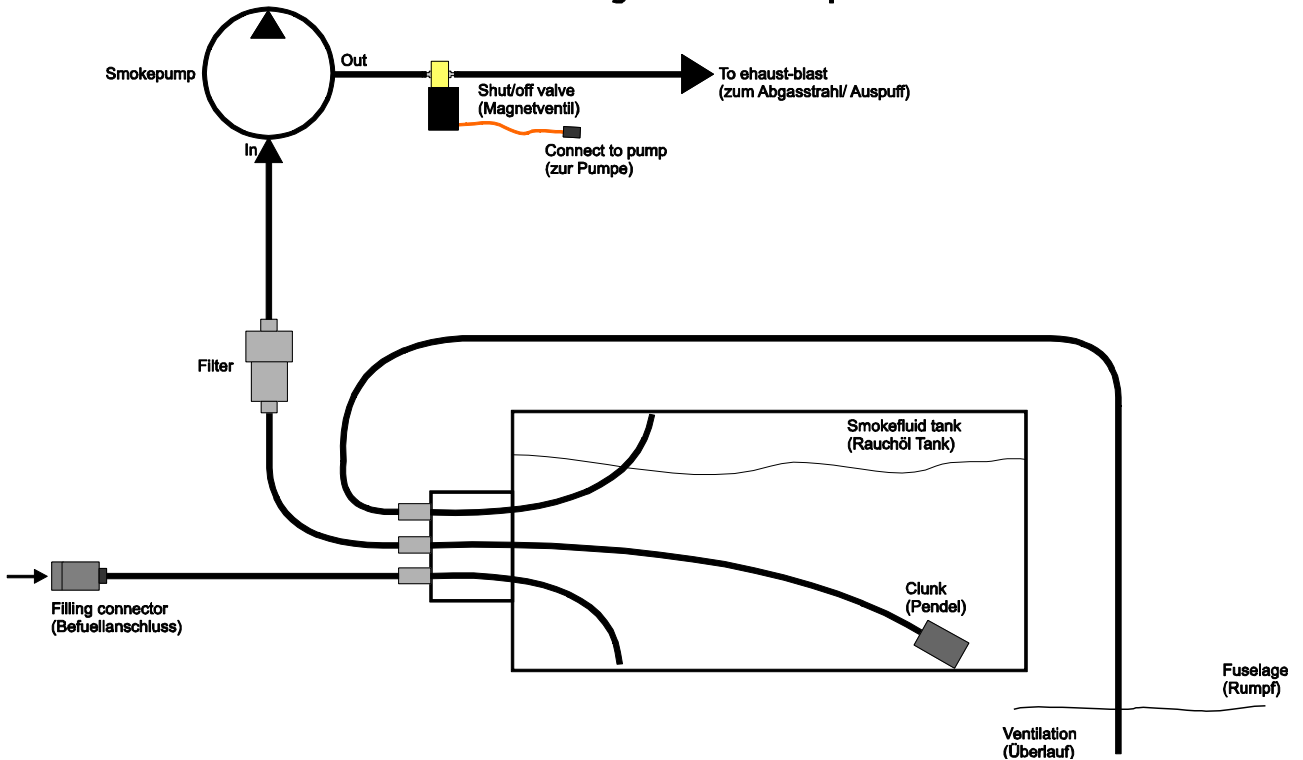 Smokepump
Out
In
Shut/off valve
(Magnetventil)
To ehaust-blast
(zum Abgasstrahl/ Auspuff)
Connect to pump
(zur Pumpe)
Filter
Smokefluid tank
(Rauchöl Tank)
Clunk
(Pendel)
Filling connector
(Befuellanschluss)
Fuselage
(Rumpf)
Ventilation
(Überlauf)